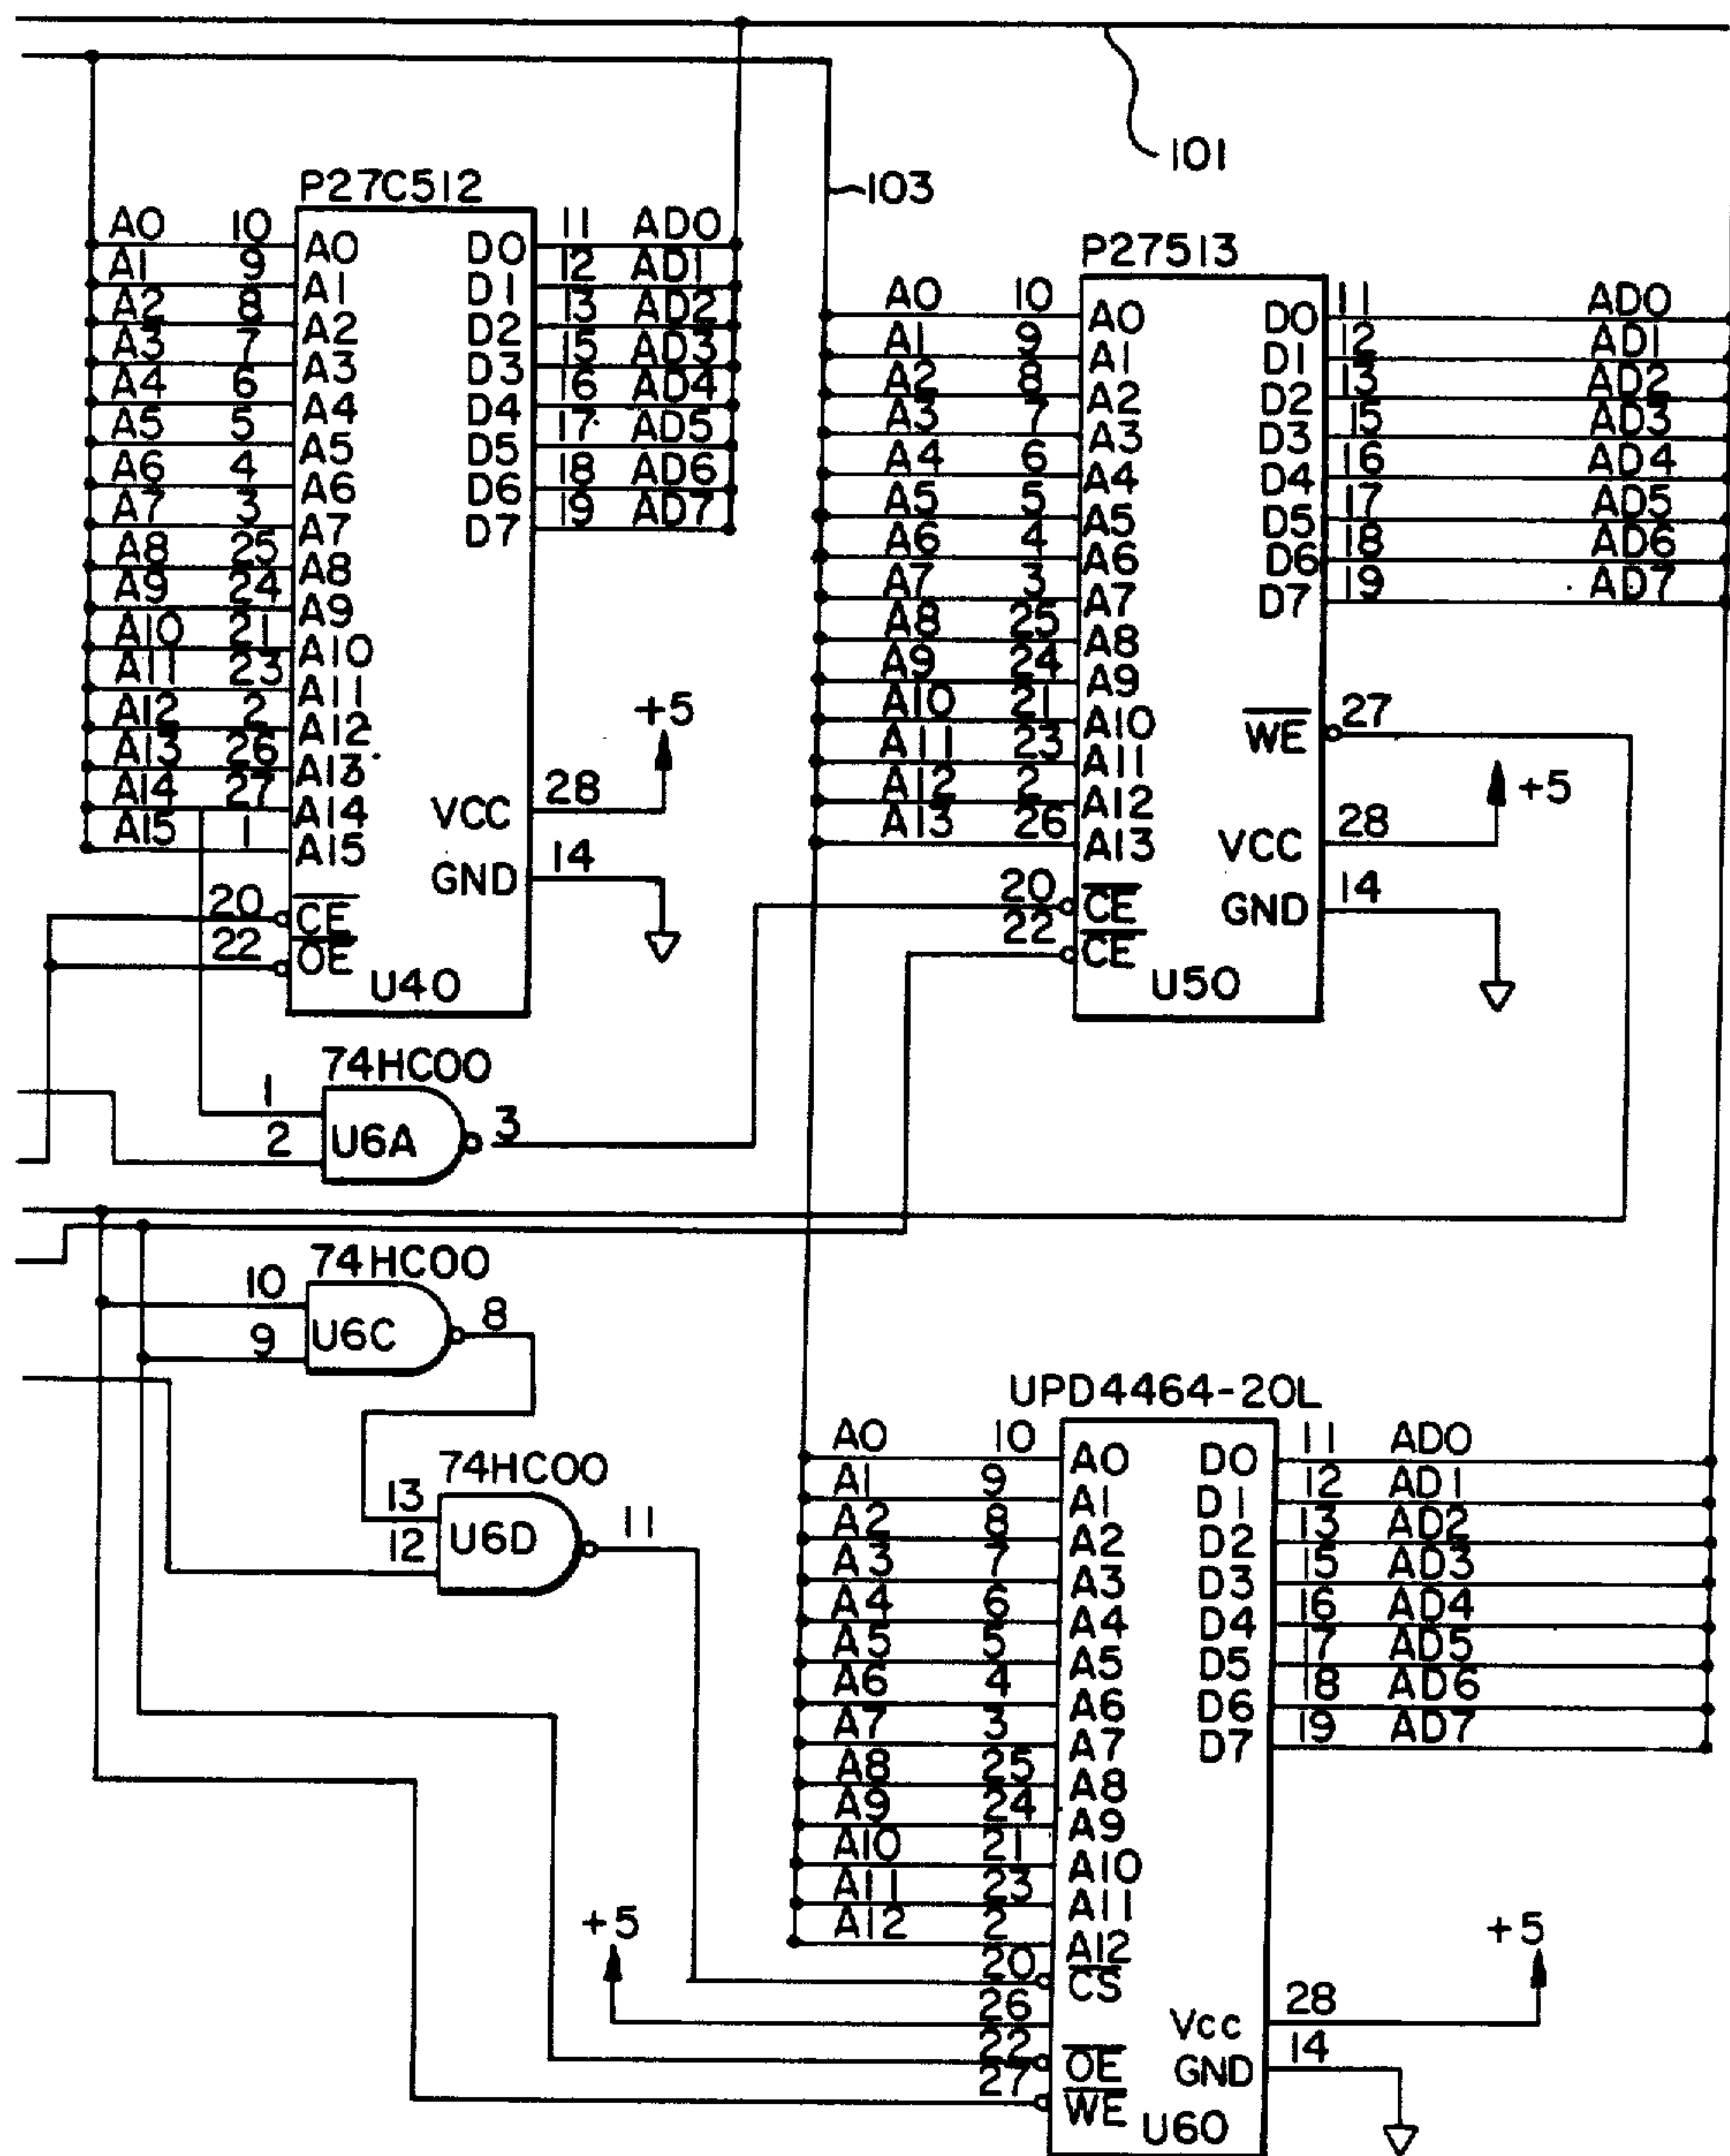 101
103
P27C512
A0 10 A0 D0 11 AD0
A1 9 A1 D1 12 AD1
A2 8 A2 D2 13 AD2
A3 7 A3 D3 15 AD3
A4 6 A4 D4 16 AD4
A5 5 A5 D5 17 AD5
A6 4 A6 D6 18 AD6
A7 3 A7 D7 19 AD7
A8 25 A8
A9 24 A9
A10 21 A10
A11 23 A11
A12 2 A12
A13 26 A13
A14 27 A14
A15 1 A15
+5
VCC 28
GND 14
20 CE
22 OE
U40
P27513
A0 10 A0 D0 11 AD0
A1 9 A1 D1 12 AD1
A2 8 A2 D2 13 AD2
A3 7 A3 D3 15 AD3
A4 6 A4 D4 16 AD4
A5 5 A5 D5 17 AD5
A6 4 A6 D6 18 AD6
A7 3 A7 D7 19 AD7
A8 25 A8
A9 24 A9
A10 21 A10
A11 23 A11
A12 2 A12
A13 26 A13
WE 27
+5
VCC 28
GND 14
20 CE
22 CE
U50
74HC00
1
2 U6A 3
74HC00
10
9 U6C 8
74HC00
13
12 U6D 11
UPD4464-20L
A0 10 A0 D0 11 AD0
A1 9 A1 D1 12 AD1
A2 8 A2 D2 13 AD2
A3 7 A3 D3 15 AD3
A4 6 A4 D4 16 AD4
A5 5 A5 D5 17 AD5
A6 4 A6 D6 18 AD6
A7 3 A7 D7 19 AD7
A8 25 A8
A9 24 A9
A10 21 A10
A11 23 A11
A12 2 A12
+5
20 CS
26
22 OE
27 WE
+5
Vcc 28
GND 14
U60